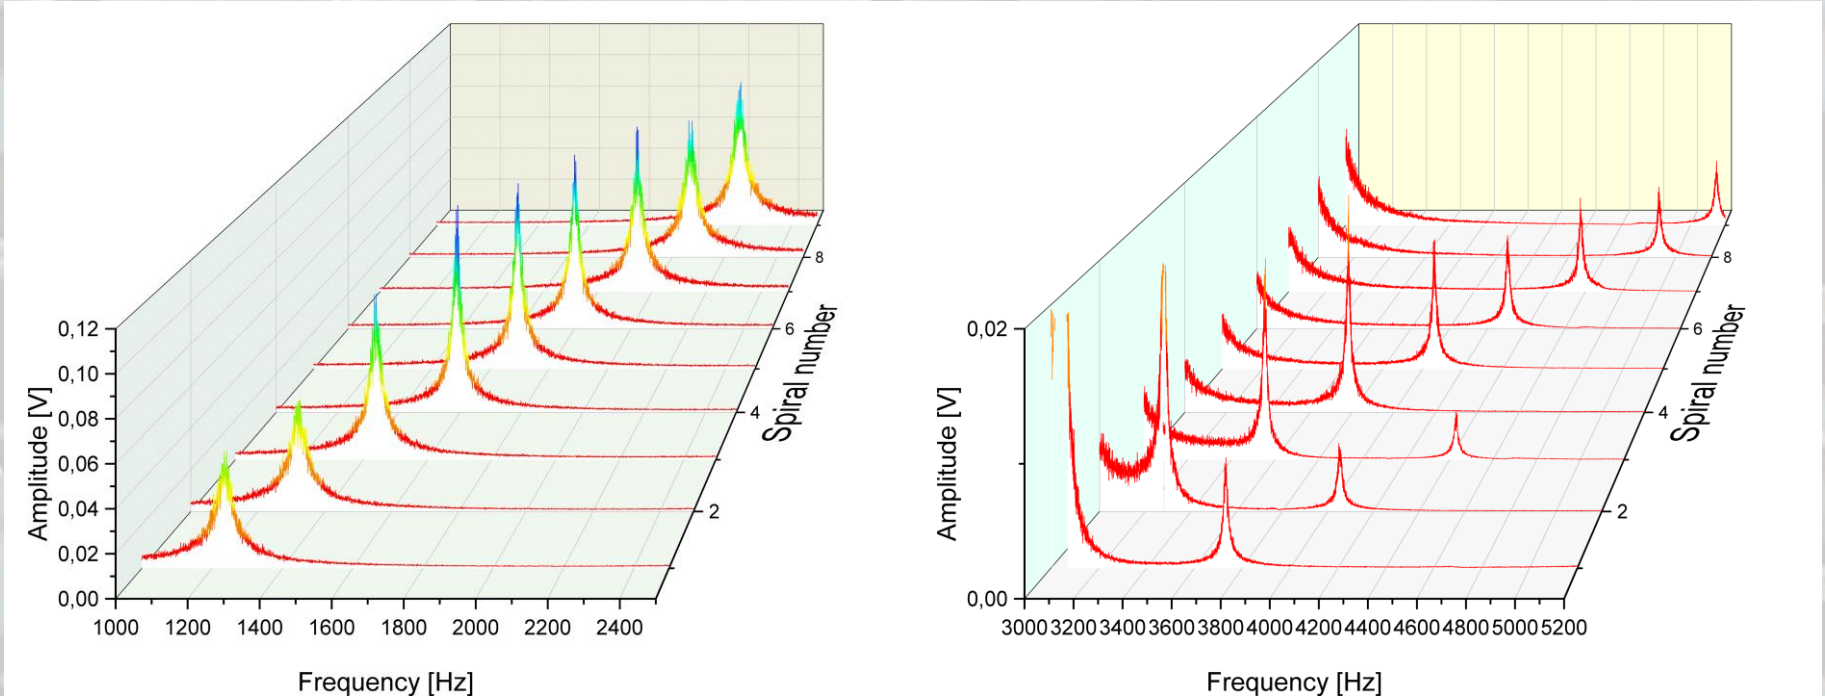 0,12
0,10
0,08
0,06
0,04
0,02
0,00
Amplitude [V]
1000 1200 1400 1600 1800 2000 2200 2400
Frequency [Hz]
2
4
6
8
Spiral number
0,02
0,00
Amplitude [V]
3000 3200 3400 3600 3800 4000 4200 4400 4600 4800 5000 5200
Frequency [Hz]
2
4
6
8
Spiral number